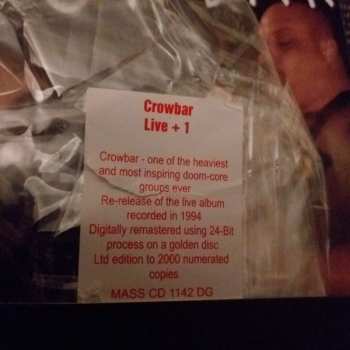 Crowbar
Live + 1
Crowbar - one of the heaviest
and most inspiring doom-core
groups ever
Re-release of the live album
recorded in 1994
Digitally remastered using 24-Bit
process on a golden disc
Ltd edition to 2000 numerated
copies
MASS CD 1142 DG